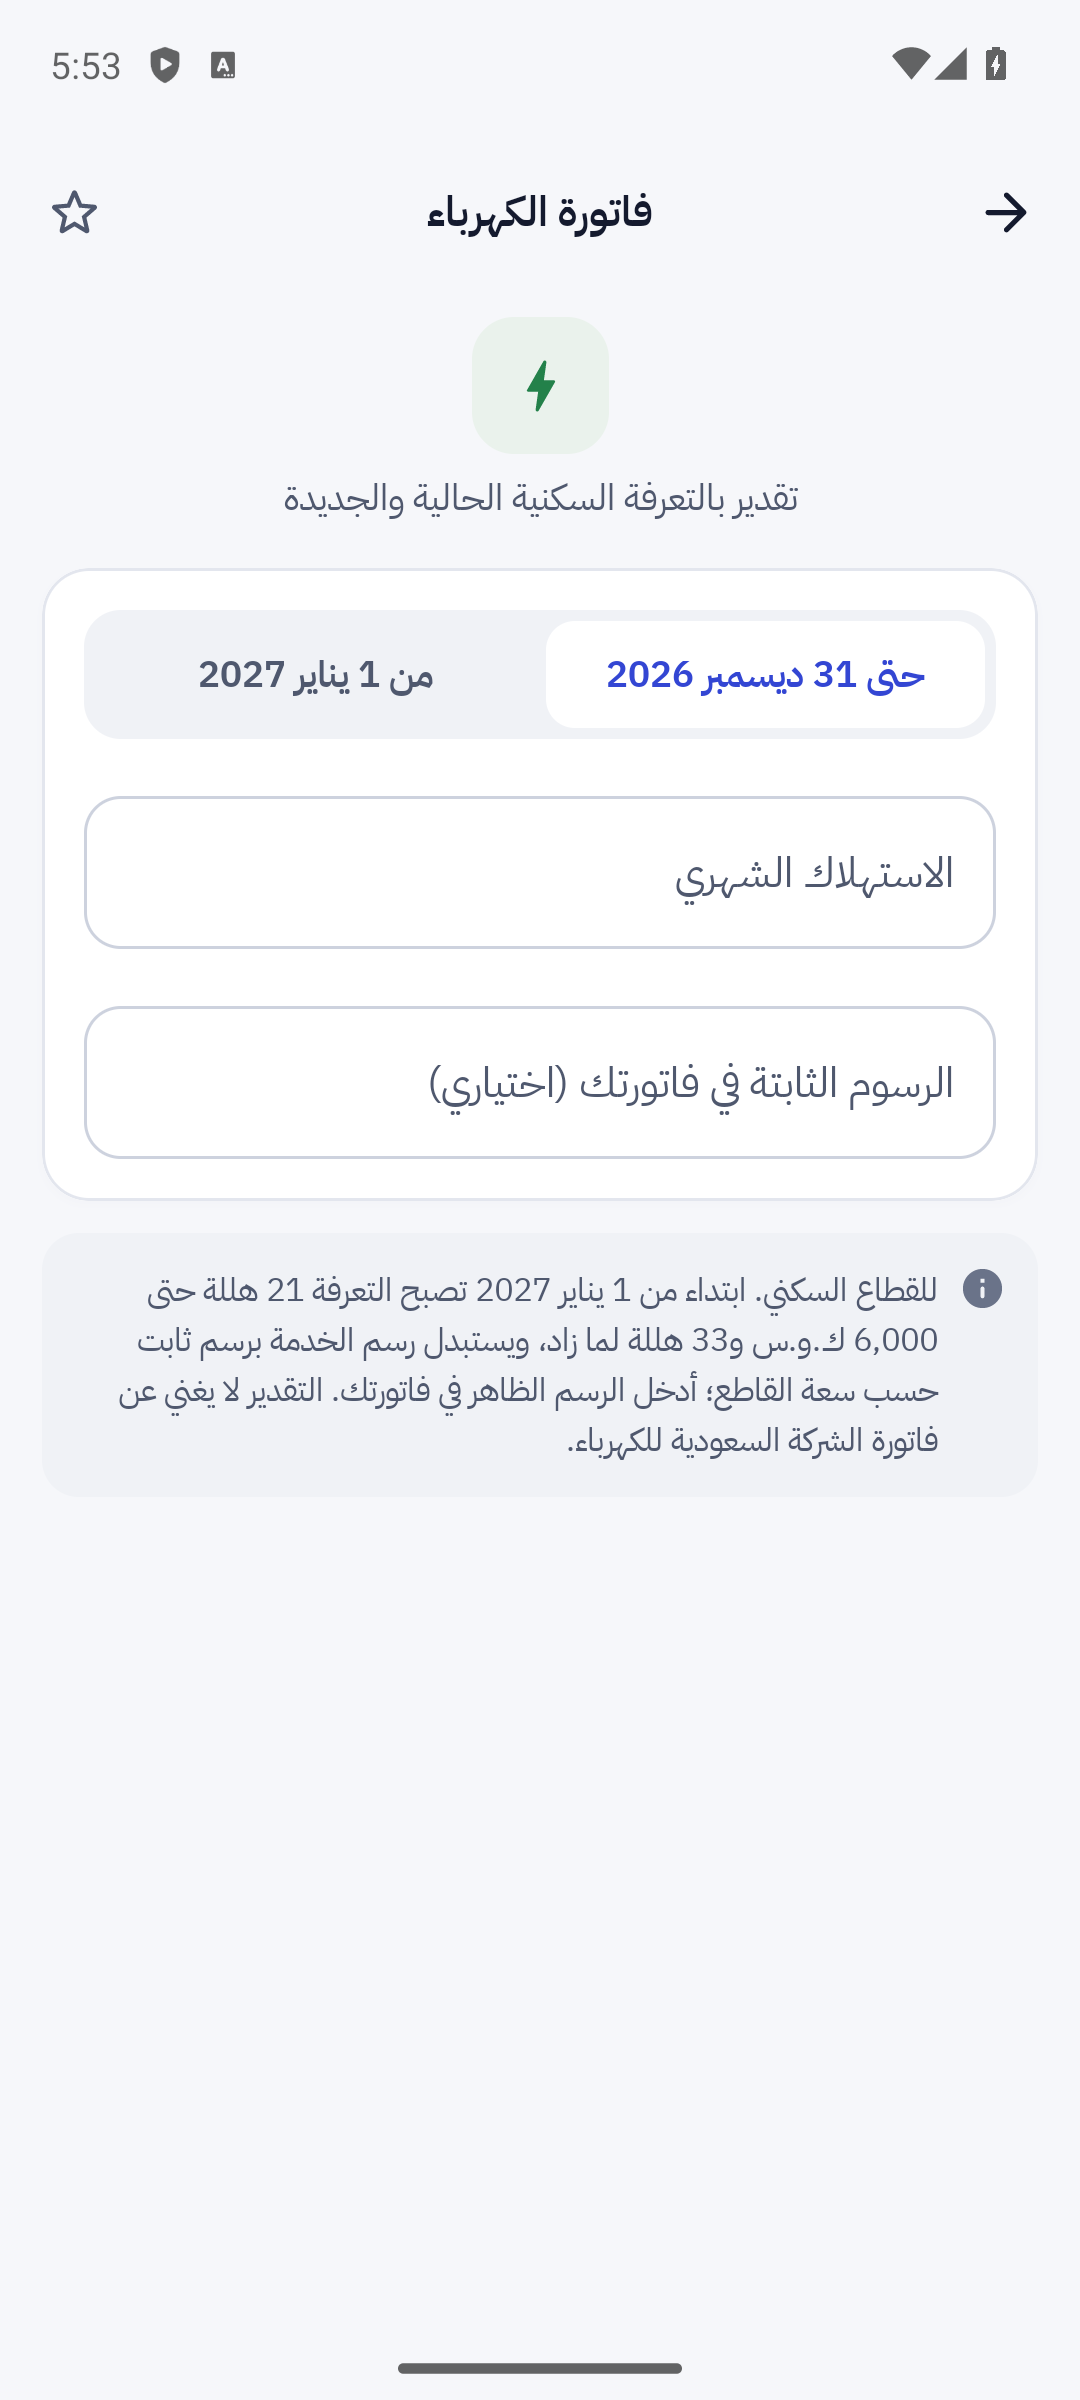 5:53
فاتورة الكهرباء
تقدير بالتعرفة السكنية الحالية والجديدة
حتى 31 ديسمبر 2026
من 1 يناير 2027
الاستهلاك الشهري
الرسوم الثابتة في فاتورتك (اختياري)
للقطاع السكني. ابتداء من 1 يناير 2027 تصبح التعرفة 21 هللة حتى
6,000 ك.و.س و33 هللة لما زاد، ويستبدل رسم الخدمة برسم ثابت
حسب سعة القاطع؛ أدخل الرسم الظاهر في فاتورتك. التقدير لا يغني عن
فاتورة الشركة السعودية للكهرباء.